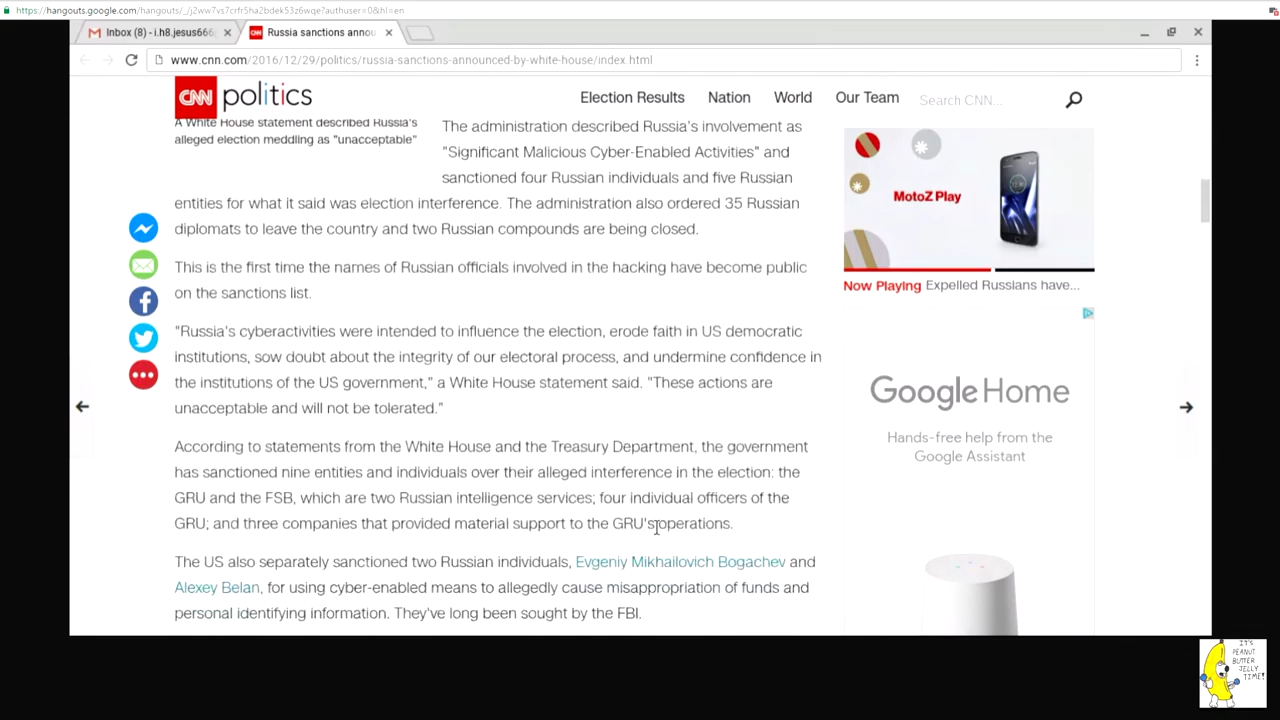 https://hangouts.google.com/hangouts/_/j2ww7vs7crfr5ha2bdek53z6wqe?authuser=0&hl=en
Inbox (8) - i.h8.jesus666
Russia sanctions annou
www.cnn.com/2016/12/29/politics/russia-sanctions-announced-by-white-house/index.html
CNN politics
Election Results
Nation
World
Our Team
Search CNN...
A White House statement described Russia's
alleged election meddling as "unacceptable"
The administration described Russia's involvement as
"Significant Malicious Cyber-Enabled Activities" and
sanctioned four Russian individuals and five Russian
entities for what it said was election interference. The administration also ordered 35 Russian
diplomats to leave the country and two Russian compounds are being closed.
This is the first time the names of Russian officials involved in the hacking have become public
on the sanctions list.
"Russia's cyberactivities were intended to influence the election, erode faith in US democratic
institutions, sow doubt about the integrity of our electoral process, and undermine confidence in
the institutions of the US government," a White House statement said. "These actions are
unacceptable and will not be tolerated."
According to statements from the White House and the Treasury Department, the government
has sanctioned nine entities and individuals over their alleged interference in the election: the
GRU and the FSB, which are two Russian intelligence services; four individual officers of the
GRU; and three companies that provided material support to the GRU's operations.
The US also separately sanctioned two Russian individuals, Evgeniy Mikhailovich Bogachev and
Alexey Belan, for using cyber-enabled means to allegedly cause misappropriation of funds and
personal identifying information. They've long been sought by the FBI.
MotoZ Play
Now Playing Expelled Russians have...
Google Home
Hands-free help from the
Google Assistant
IT'S
PEANUT
BUTTER
JELLY
TIME!